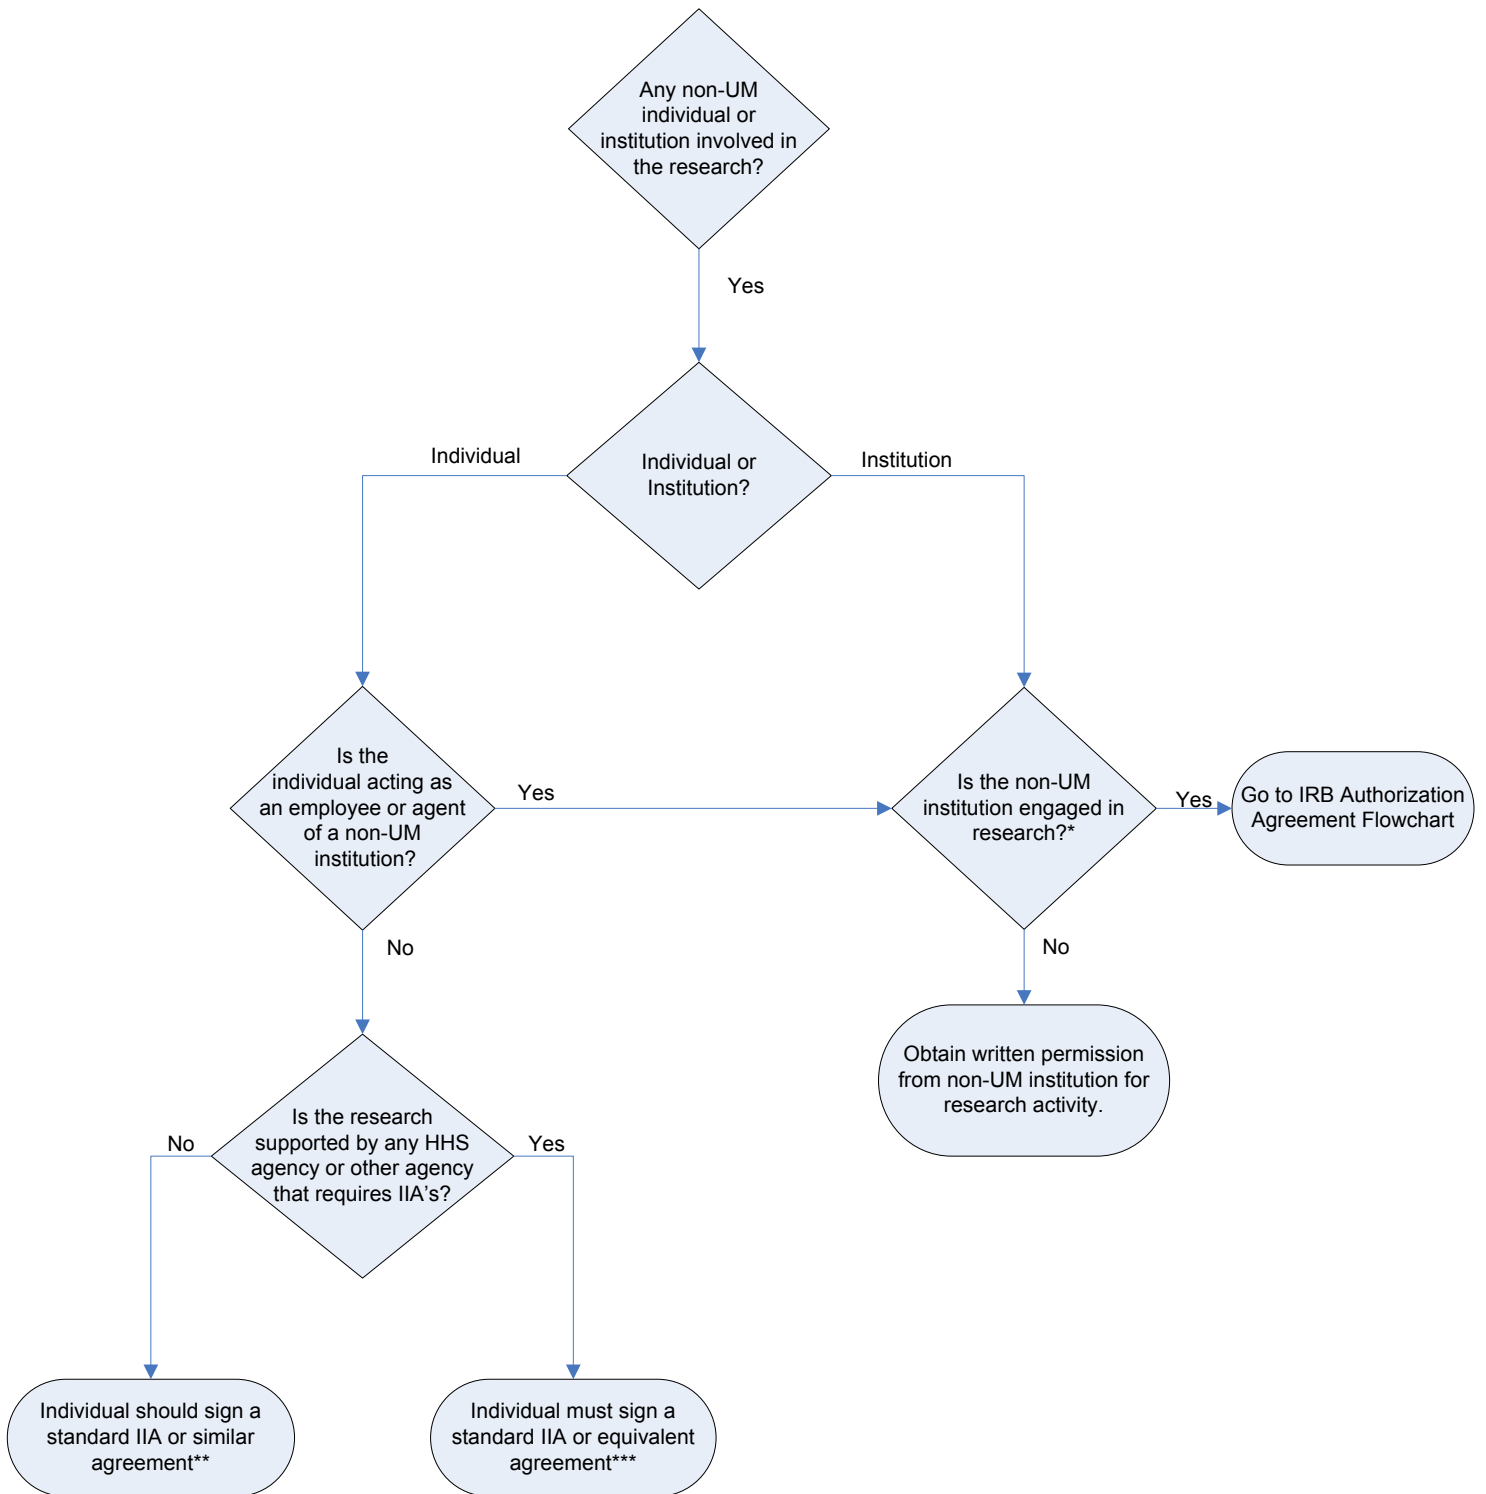 Any non-UM
individual or
institution involved in
the research?
Yes
Individual
Individual or
Institution?
Institution
Is the
individual acting as
an employee or agent
of a non-UM
institution?
Yes
Is the non-UM
institution engaged in
research?*
Yes
Go to IRB Authorization
Agreement Flowchart
No
No
Obtain written permission
from non-UM institution for
research activity.
Is the research
supported by any HHS
agency or other agency
that requires IIA's?
No
Yes
Individual should sign a
standard IIA or similar
agreement**
Individual must sign a
standard IIA or equivalent
agreement***